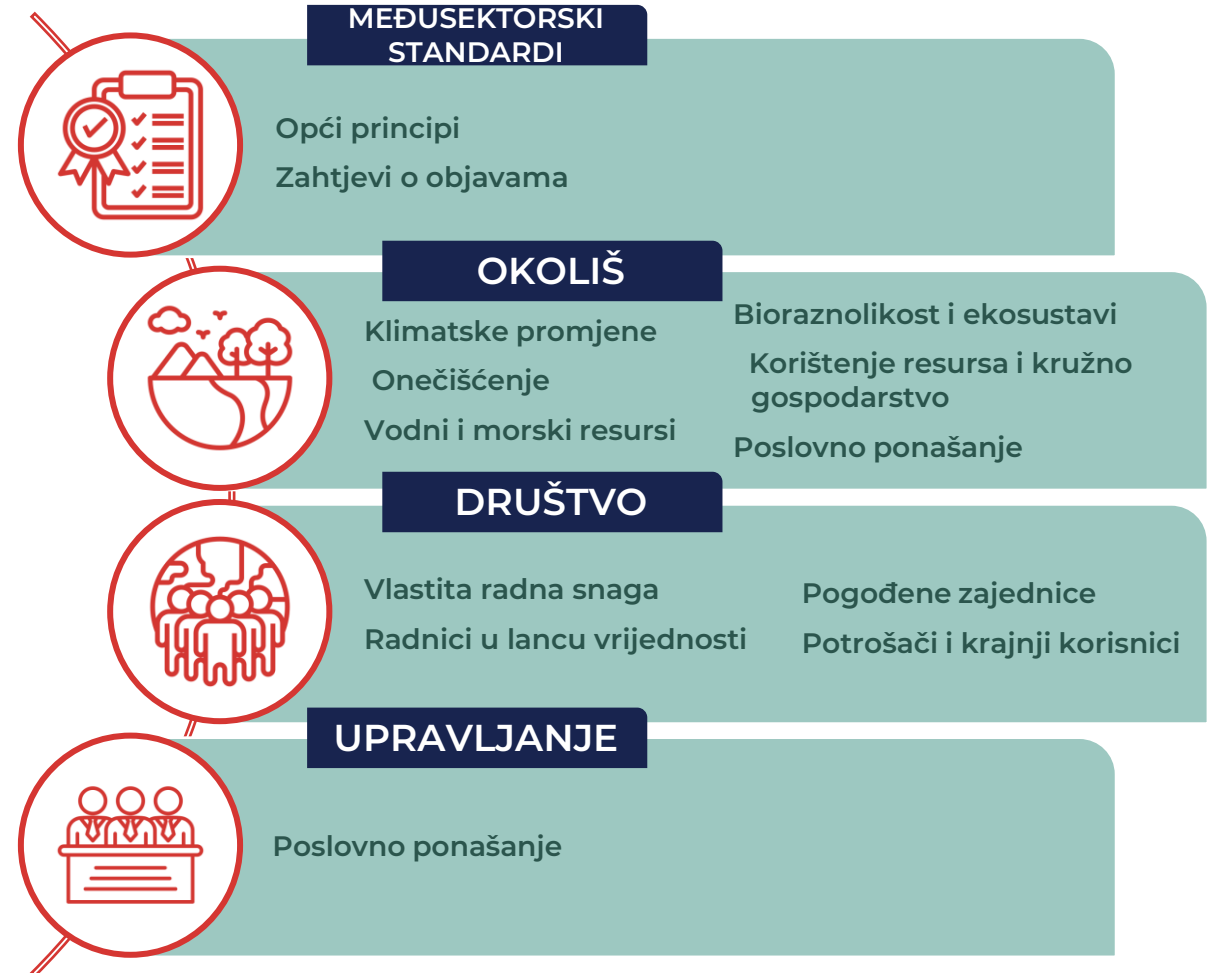 MEĐUSEKTORSKI
STANDARDI
Opći principi
Zahtjevi o objavama
OKOLIŠ
Klimatske promjene
Onečišćenje
Vodni i morski resursi
Bioraznolikost i ekosustavi
Korištenje resursa i kružno
gospodarstvo
Poslovno ponašanje
DRUŠTVO
Vlastita radna snaga
Radnici u lancu vrijednosti
Pogođene zajednice
Potrošači i krajnji korisnici
UPRAVLJANJE
Poslovno ponašanje